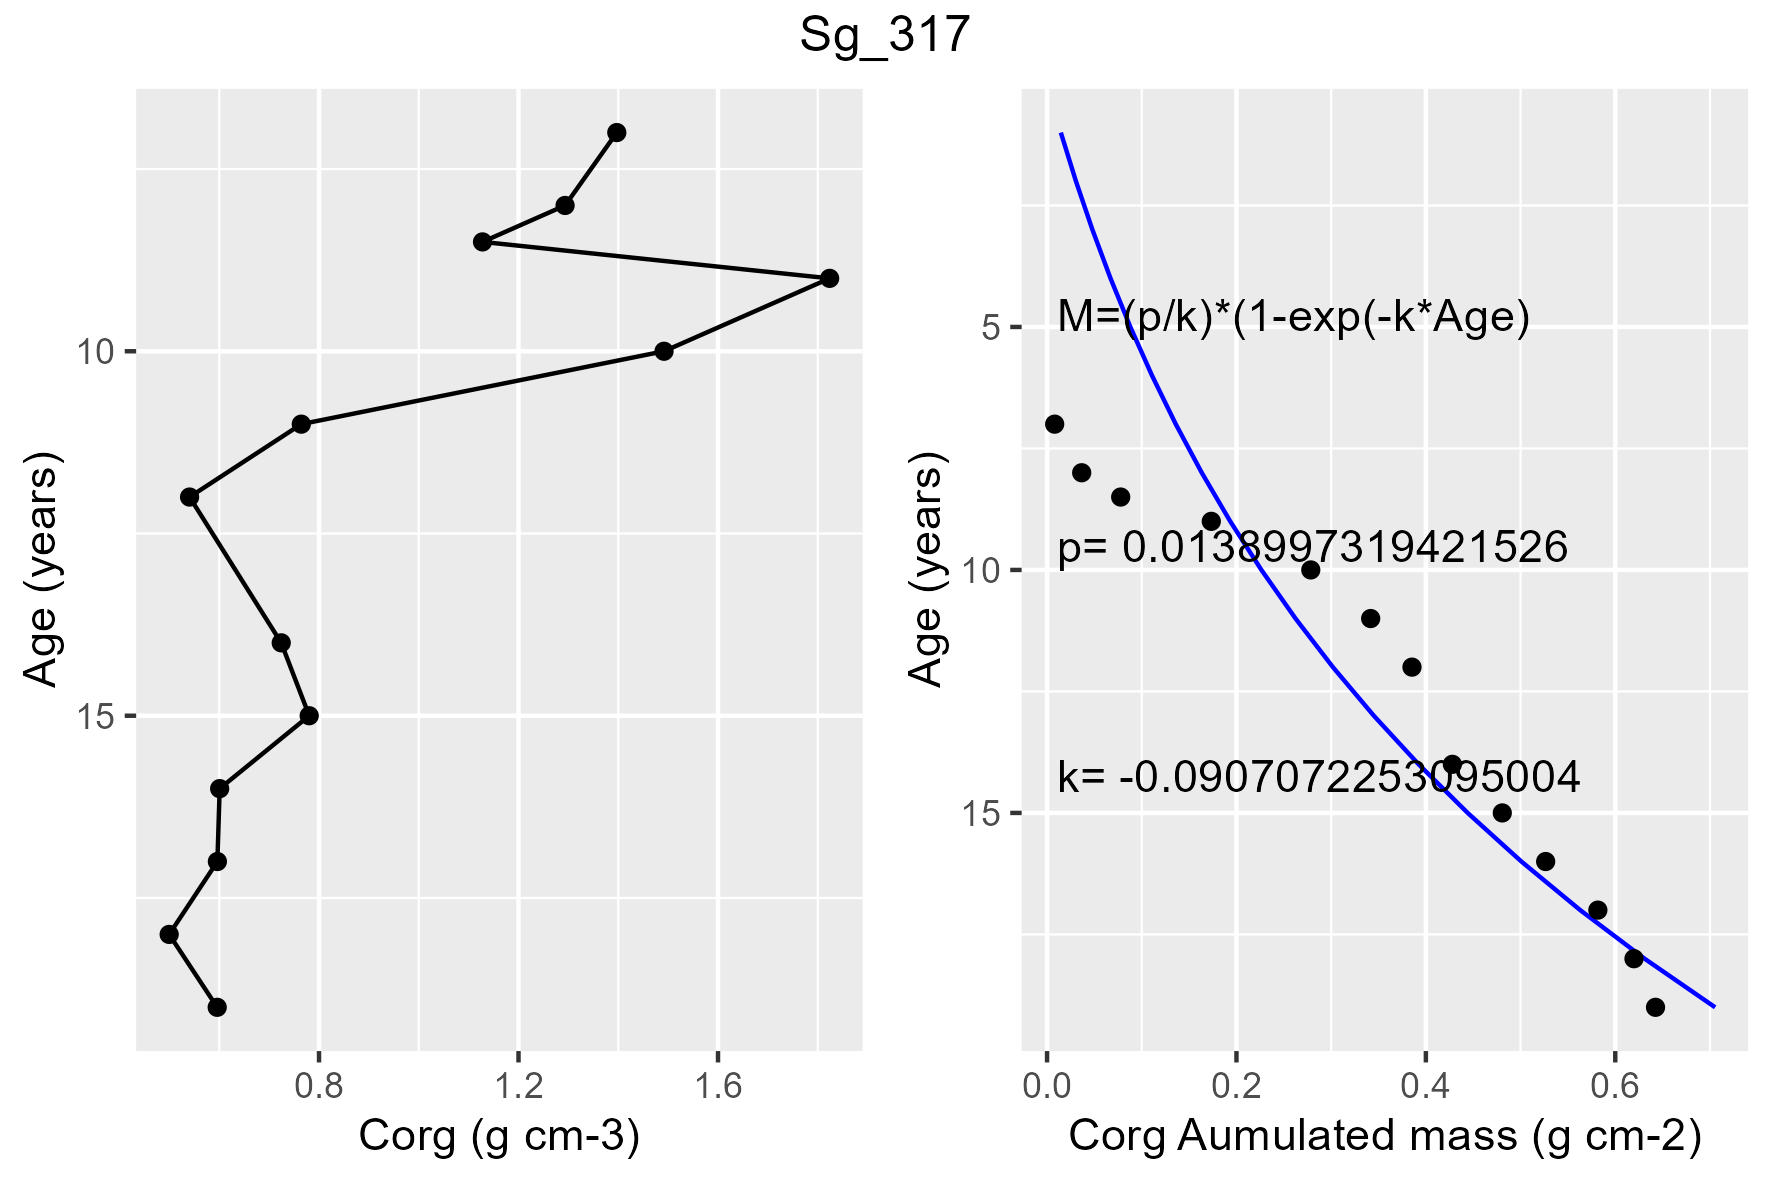 Sg_317
10
15
Age (years)
0.8 1.2 1.6
Corg (g cm-3)
M=(p/k)*(1-exp(-k*Age)
p= 0.0138997319421526
k= -0.0907072253095004
5
10
15
Age (years)
0.0 0.2 0.4 0.6
Corg Aumulated mass (g cm-2)